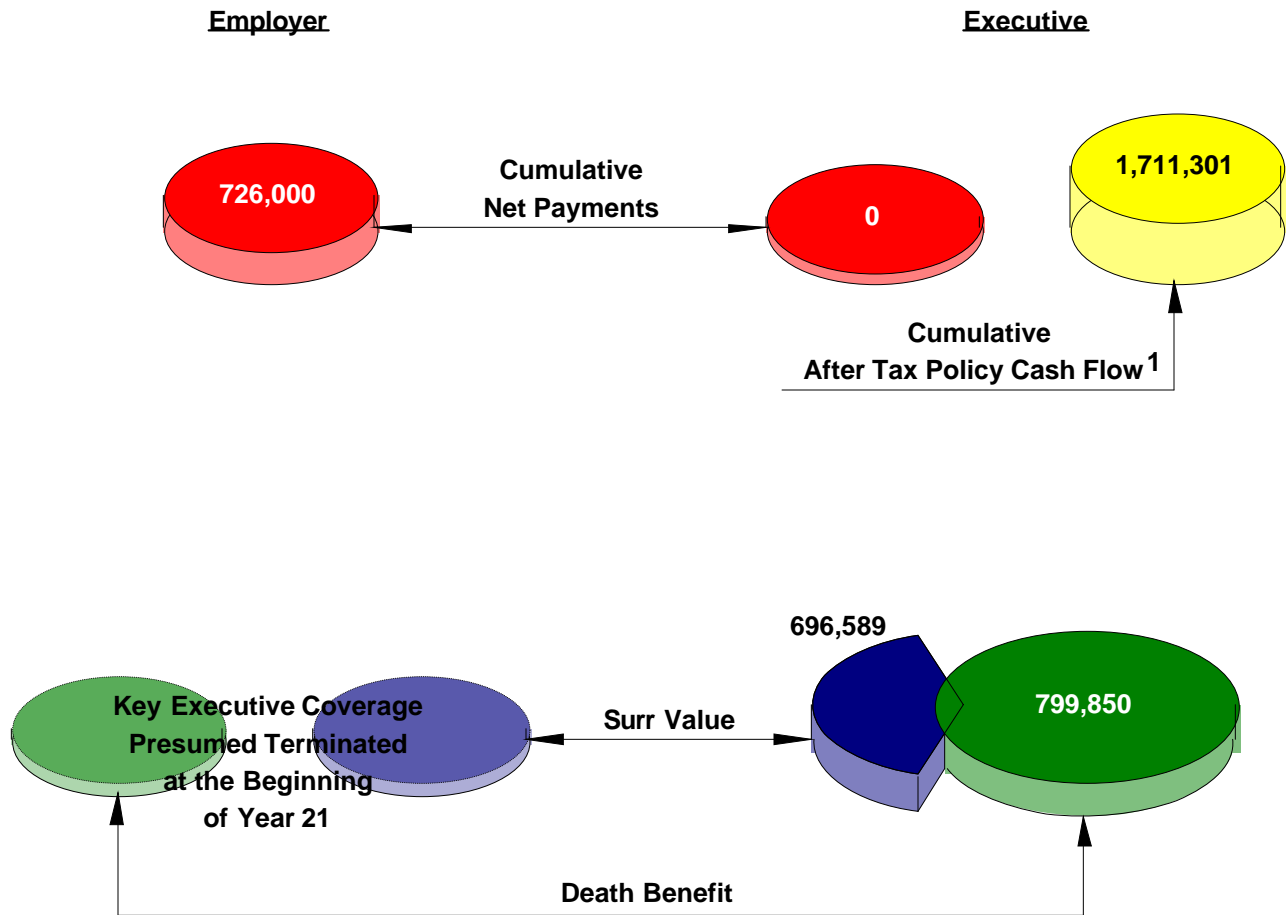 Employer
Executive
1,711,301
726,000
Cumulative
Net Payments
0
Cumulative
After Tax Policy Cash Flow 1
696,589
Key Executive Coverage
Presumed Terminated
at the Beginning
of Year 21
Surr Value
799,850
Death Benefit